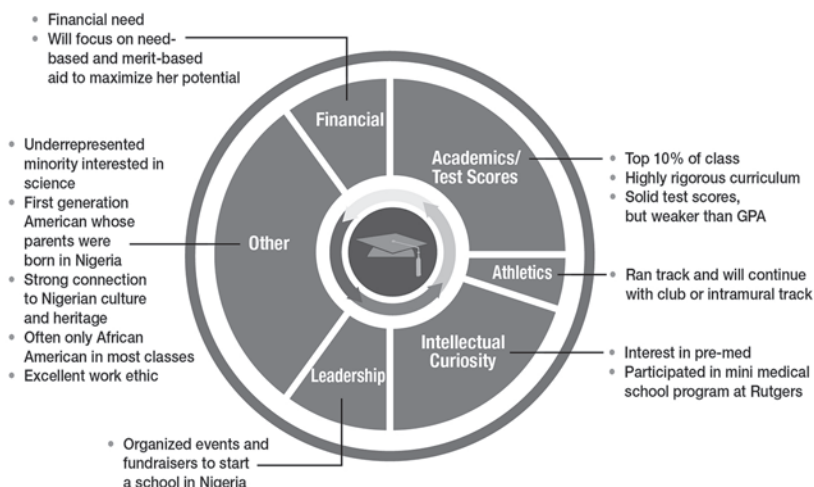 • Financial need
• Will focus on need-
based and merit-based
aid to maximize her potential
Financial
Academics/
Test Scores
• Top 10% of class
• Highly rigorous curriculum
• Solid test scores,
but weaker than GPA
• Underrepresented
minority interested in
science
• First generation
American whose
parents were
born in Nigeria
• Strong connection
to Nigerian culture
and heritage
• Often only African
American in most classes
• Excellent work ethic
Other
Athletics
• Ran track and will continue
with club or intramural track
Intellectual
Curiosity
• Interest in pre-med
• Participated in mini medical
school program at Rutgers
Leadership
• Organized events and
fundraisers to start
a school in Nigeria